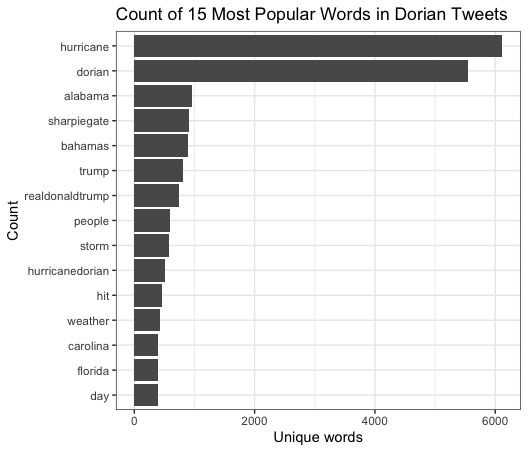 Count of 15 Most Popular Words in Dorian Tweets
hurricane
dorian
alabama
sharpiegate
bahamas
trump
realdonaldtrump
people
storm
hurricanedorian
hit
weather
carolina
florida
day
Count
0 2000 4000 6000
Unique words